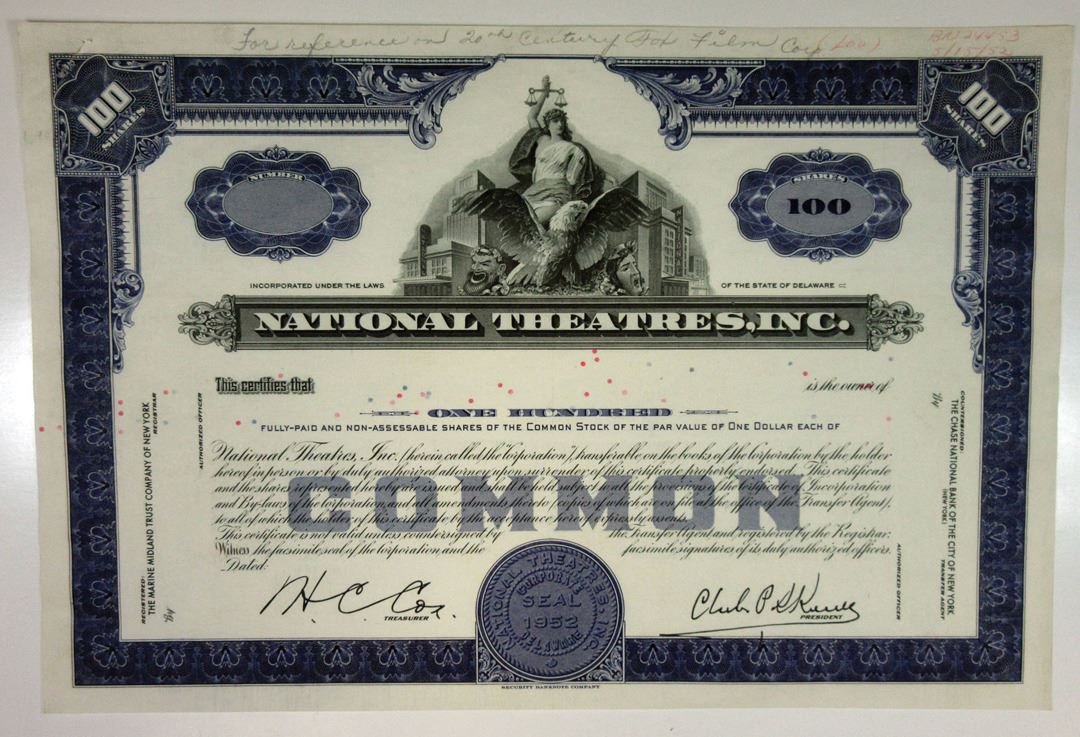 For reference on 20th Century Fox Film Cor (100)
5/15/52
100
SHARES
100
SHARES
NUMBER
SHARES
100
INCORPORATED UNDER THE LAWS
OF THE STATE OF DELAWARE
NATIONAL THEATRES, INC.
This certifies that
is the owner of
ONE HUNDRED
FULLY-PAID AND NON-ASSESSABLE SHARES OF THE COMMON STOCK OF THE PAR VALUE OF ONE DOLLAR EACH OF
National Theatres, Inc. (herein called the "Corporation"), transferable on the books of the Corporation by the holder
hereof in person or by duly authorized attorney upon surrender of this certificate properly endorsed. This certificate
and the shares represented hereby are issued and shall be held subject to all the provisions of the Certificate of Incorporation
and By-laws of the Corporation, and all amendments thereto (copies of which are on file at the office of the Transfer Agent),
to all of which the holder of this certificate by the acceptance hereof expressly assents.
This certificate is not valid unless countersigned by the Transfer Agent and registered by the Registrar.
Witness the facsimile seal of the Corporation and the facsimile signatures of its duly authorized officers.
Dated:
COMMON
H C Cox.
TREASURER
NATIONAL THEATRES, INC.
CORPORATE
SEAL
1952
DELAWARE
Charles P Skouras
PRESIDENT
REGISTERED:
THE MARINE MIDLAND TRUST COMPANY OF NEW YORK
REGISTRAR
By
AUTHORIZED OFFICER
COUNTERSIGNED:
THE CHASE NATIONAL BANK OF THE CITY OF NEW YORK
(NEW YORK)
TRANSFER AGENT
By
AUTHORIZED OFFICER
SECURITY BANKNOTE COMPANY